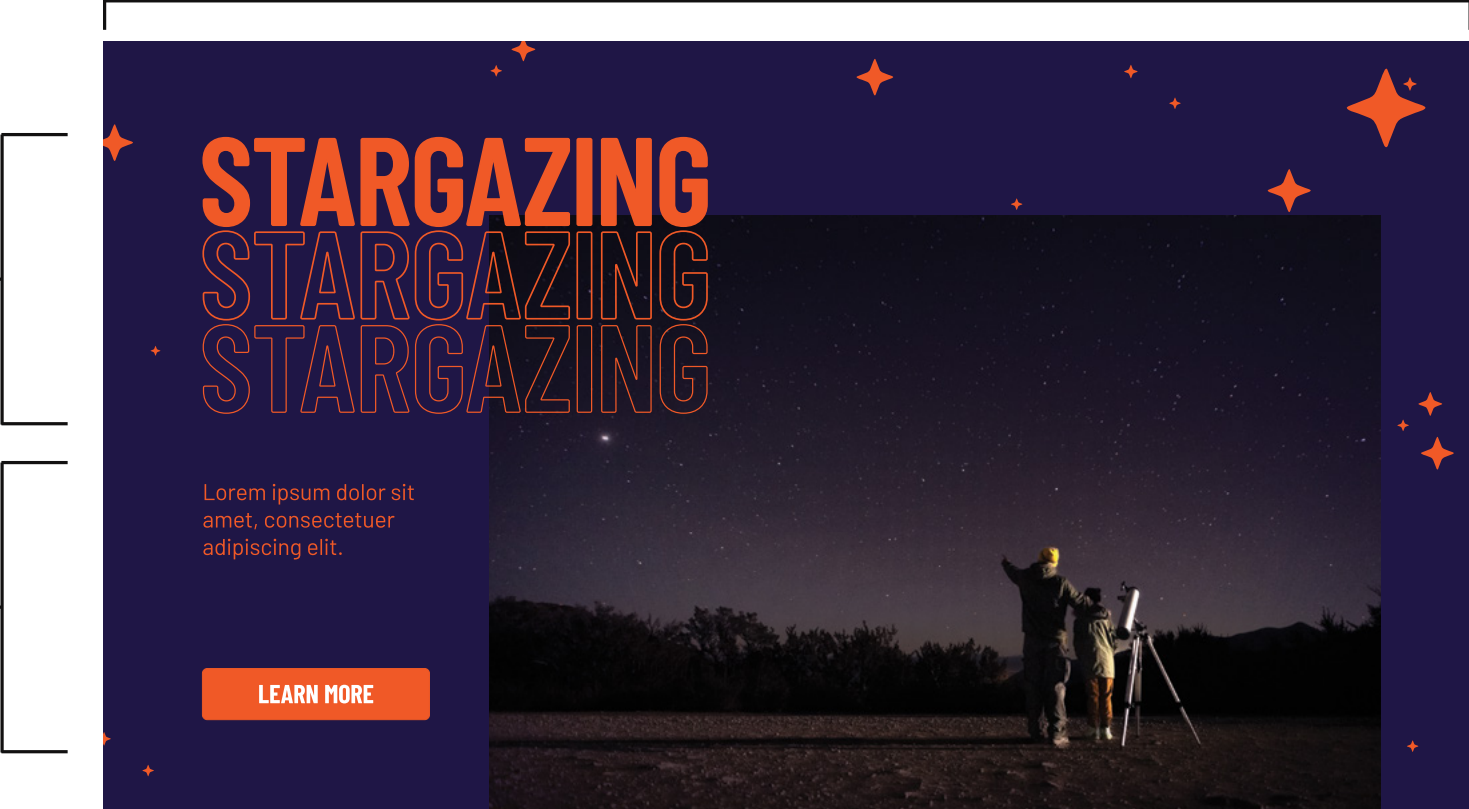 STARGAZING
STARGAZING
STARGAZING
Lorem ipsum dolor sit
amet, consectetuer
adipiscing elit.
LEARN MORE